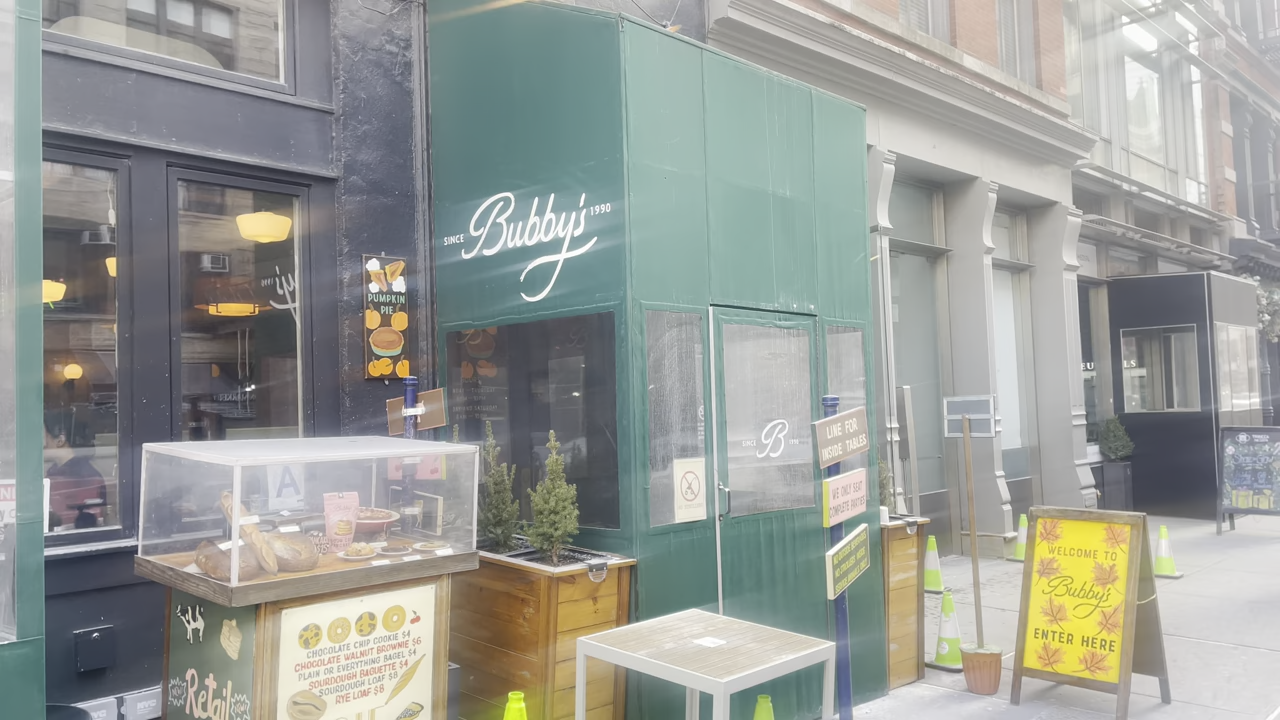 SINCE Bubby's 1990
PUMPKIN
PIE
A
SINCE B 1990
LINE FOR
INSIDE TABLES
WE ONLY SEAT
COMPLETE PARTIES
WELCOME TO
Bubby's
ENTER HERE
CHOCOLATE CHIP COOKIE $4
CHOCOLATE WALNUT BROWNIE $6
PLAIN OR EVERYTHING BAGEL $4
SOURDOUGH BAGUETTE $4
SOURDOUGH LOAF $8
RYE LOAF $8
Retail